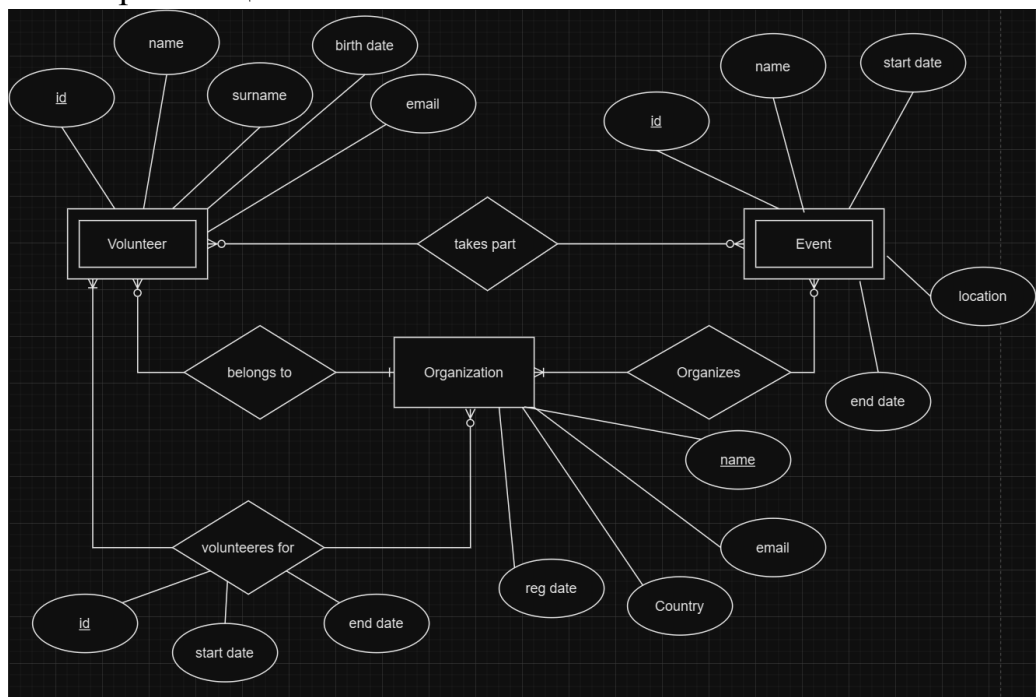 name
birth date
name
start date
id
surname
email
id
Volunteer
takes part
Event
location
belongs to
Organization
Organizes
end date
name
volunteeres for
email
reg date
Country
id
start date
end date